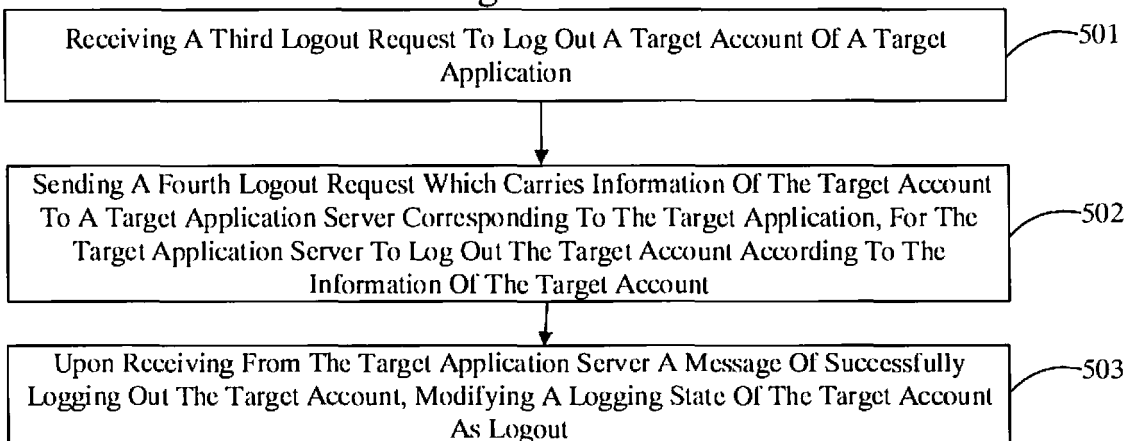 Receiving A Third Logout Request To Log Out A Target Account Of A Target
Application
501
Sending A Fourth Logout Request Which Carries Information Of The Target Account
To A Target Application Server Corresponding To The Target Application, For The
Target Application Server To Log Out The Target Account According To The
Information Of The Target Account
502
Upon Receiving From The Target Application Server A Message Of Successfully
Logging Out The Target Account, Modifying A Logging State Of The Target Account
As Logout
503